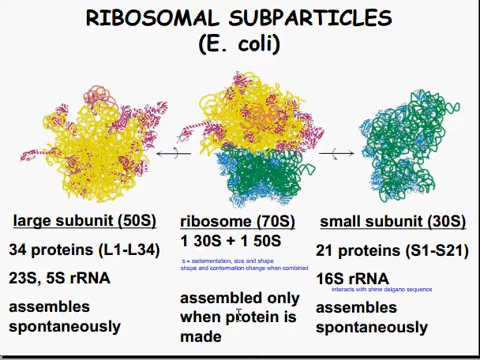 RIBOSOMAL SUBPARTICLES
(E. coli)
large subunit (50S)
34 proteins (L1-L34)
23S, 5S rRNA
assembles
spontaneously
ribosome (70S)
1 30S + 1 50S
s = sedamentation, size and shape
shape and conformation change when combined
assembled only
when protein is
made
small subunit (30S)
21 proteins (S1-S21)
16S rRNA
interacts with shine delgano sequence
assembles
spontaneously